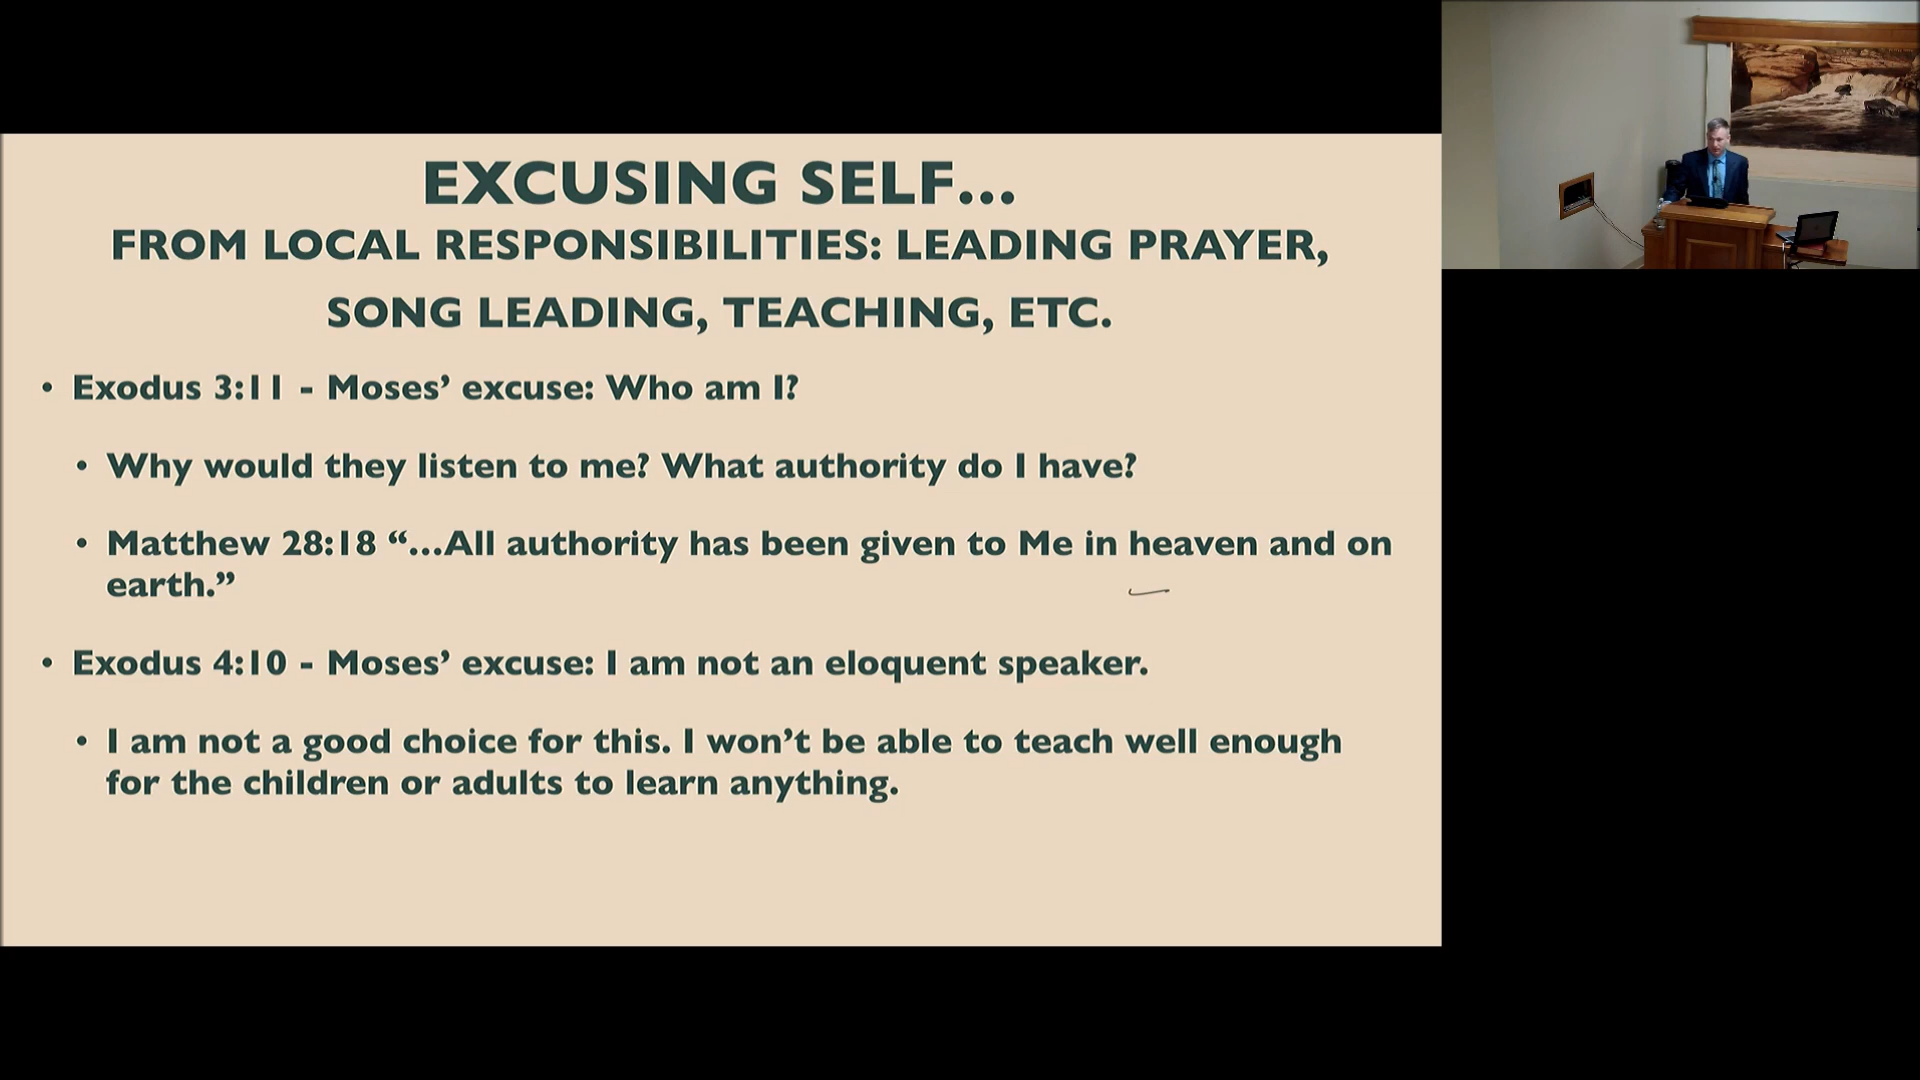 EXCUSING SELF...
FROM LOCAL RESPONSIBILITIES: LEADING PRAYER,
SONG LEADING, TEACHING, ETC.
• Exodus 3:11 - Moses’ excuse: Who am I?
• Why would they listen to me? What authority do I have?
• Matthew 28:18 “...All authority has been given to Me in heaven and on
earth.”
• Exodus 4:10 - Moses’ excuse: I am not an eloquent speaker.
• I am not a good choice for this. I won’t be able to teach well enough
for the children or adults to learn anything.